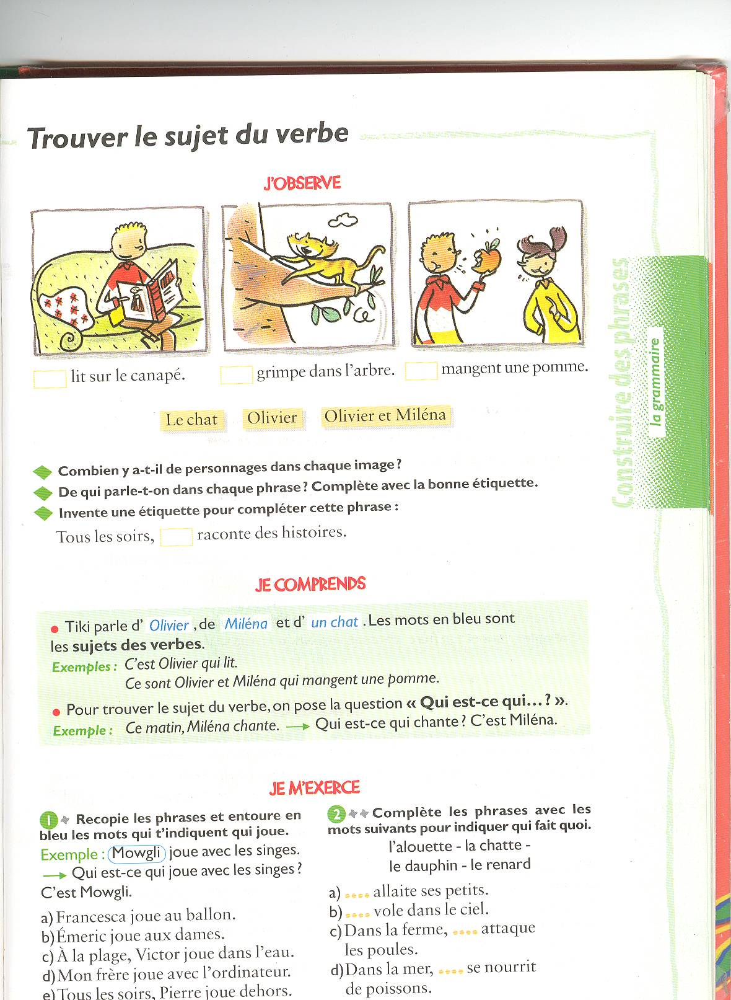 Trouver le sujet du verbe
J'OBSERVE
lit sur le canapé.
grimpe dans l'arbre.
mangent une pomme.
Le chat
Olivier
Olivier et Miléna
Combien y a-t-il de personnages dans chaque image ?
De qui parle-t-on dans chaque phrase ? Complète avec la bonne étiquette.
Invente une étiquette pour compléter cette phrase :
Tous les soirs, raconte des histoires.
JE COMPRENDS
Tiki parle d' Olivier , de Miléna et d' un chat . Les mots en bleu sont
les sujets des verbes.
Exemples : C'est Olivier qui lit.
Ce sont Olivier et Miléna qui mangent une pomme.
Pour trouver le sujet du verbe, on pose la question « Qui est-ce qui... ? ».
Exemple : Ce matin, Miléna chante. → Qui est-ce qui chante ? C'est Miléna.
JE M'EXERCE
1 Recopie les phrases et entoure en
bleu les mots qui t'indiquent qui joue.
Exemple : Mowgli joue avec les singes.
→ Qui est-ce qui joue avec les singes ?
C'est Mowgli.
a) Francesca joue au ballon.
b) Émeric joue aux dames.
c) À la plage, Victor joue dans l'eau.
d) Mon frère joue avec l'ordinateur.
e) Tous les soirs, Pierre joue dehors.
2 Complète les phrases avec les
mots suivants pour indiquer qui fait quoi.
l'alouette - la chatte -
le dauphin - le renard
a) .... allaite ses petits.
b) .... vole dans le ciel.
c) Dans la ferme, .... attaque
les poules.
d) Dans la mer, .... se nourrit
de poissons.
Construire des phrases
la grammaire